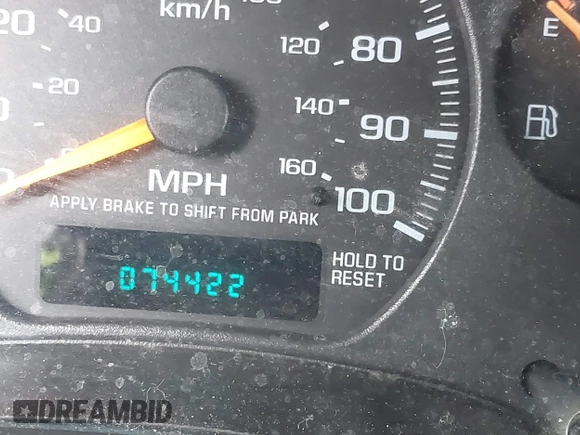 km/h
20
40
20
0
120
80
140
90
160
100
E
MPH
APPLY BRAKE TO SHIFT FROM PARK
074422
HOLD TO
RESET
DREAMBID